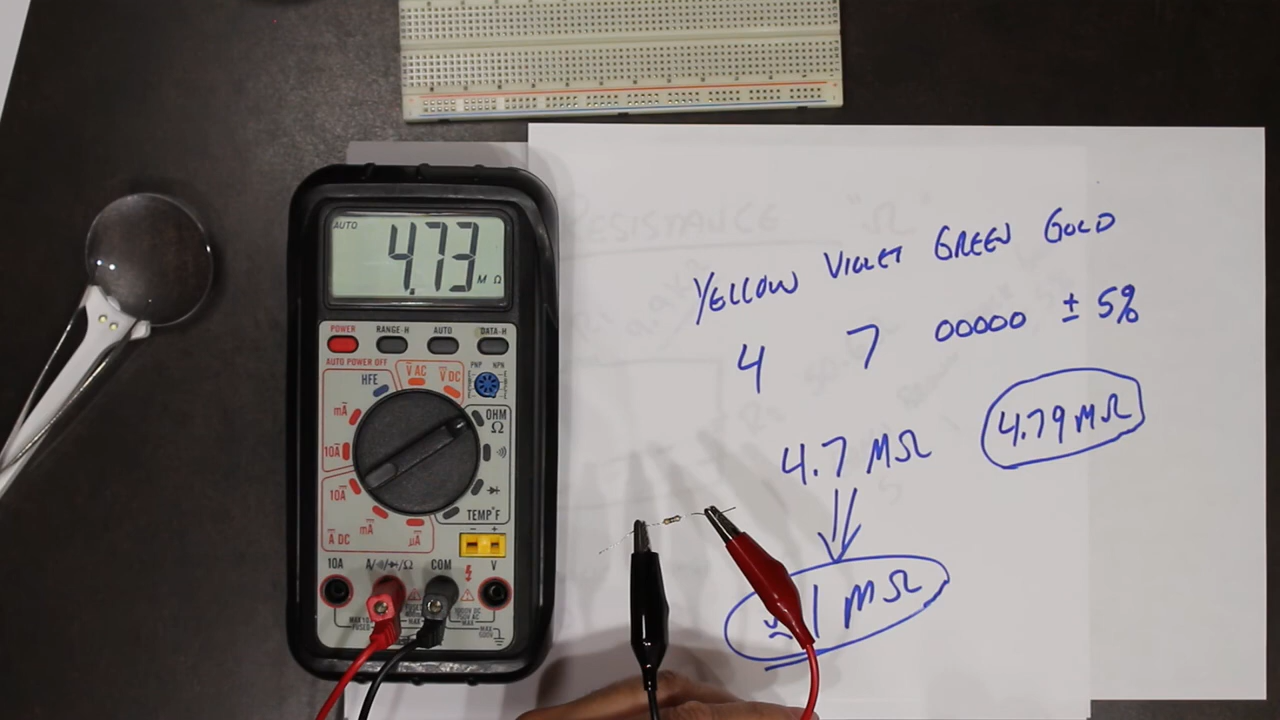 AUTO
4.73 M Ω
POWER RANGE-H AUTO DATA-H
AUTO POWER OFF
PNP NPN
HFE
V AC
V DC
mA
OHM
Ω
10A
10A
TEMP°F
A DC
mA
µA
- +
10A A/·))/Ω COM V
RESISTANCE "Ω"
YELLOW VIOLET GREEN GOLD
4 7 00000 ± 5%
4.7 MΩ 4.79 MΩ
≈ 1 MΩ